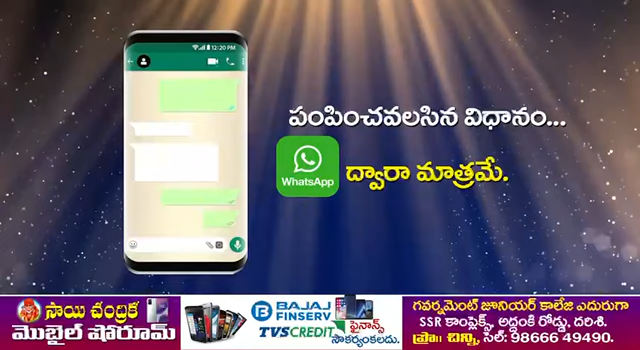 12:20 PM
పంపించవలసిన విధానం...
WhatsApp
ద్వారా మాత్రమే.
సాయి చంద్రిక
మొబైల్ షోరూమ్
BAJAJ
FINSERV
TVS CREDIT
ఫైనాన్స్
సౌకర్యంకలదు.
గవర్నమెంట్ జూనియర్ కాలేజి ఎదురుగా
SSR కాంప్లెక్స్, అద్దంకి రోడ్డు, దరిశి.
ప్రొః చిన్ని, సెల్: 98666 49490.